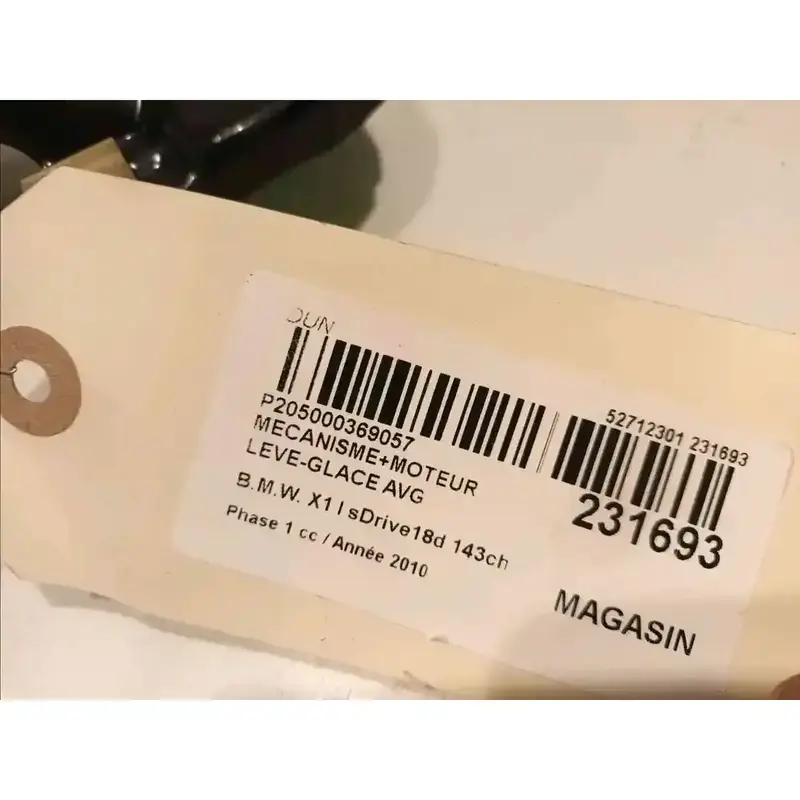 52712301 231693
P205000369057
MECANISME+MOTEUR
LEVE-GLACE AVG
231693
B.M.W. X1 I sDrive18d 143ch
Phase 1 cc / Année 2010
MAGASIN